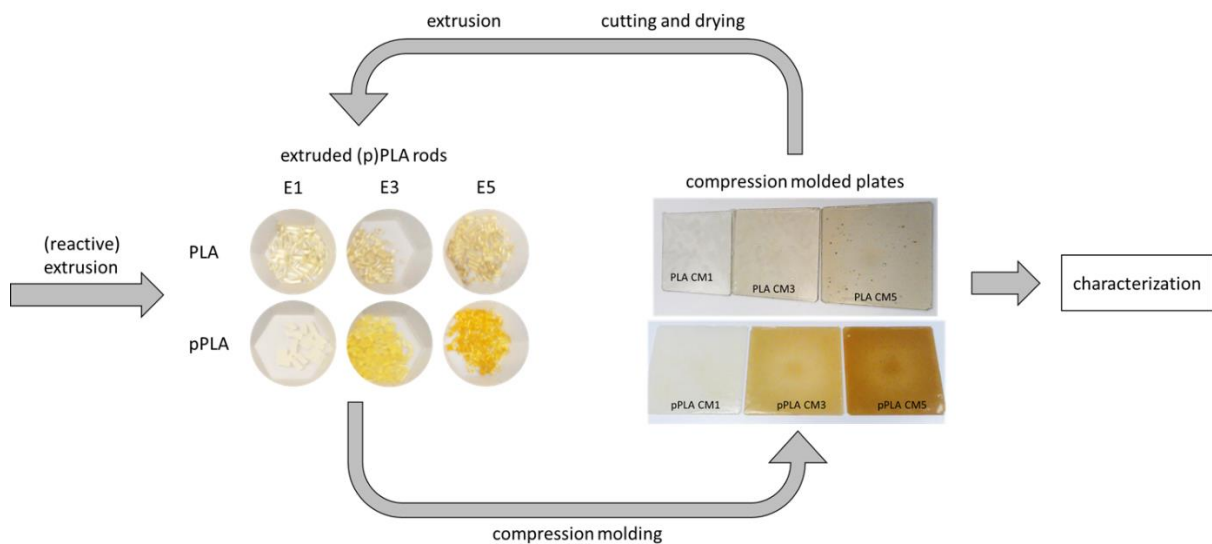 extrusion
cutting and drying
extruded (p)PLA rods
E1
E3
E5
(reactive)
extrusion
PLA
pPLA
compression molded plates
PLA CM1
PLA CM3
PLA CM5
pPLA CM1
pPLA CM3
pPLA CM5
characterization
compression molding